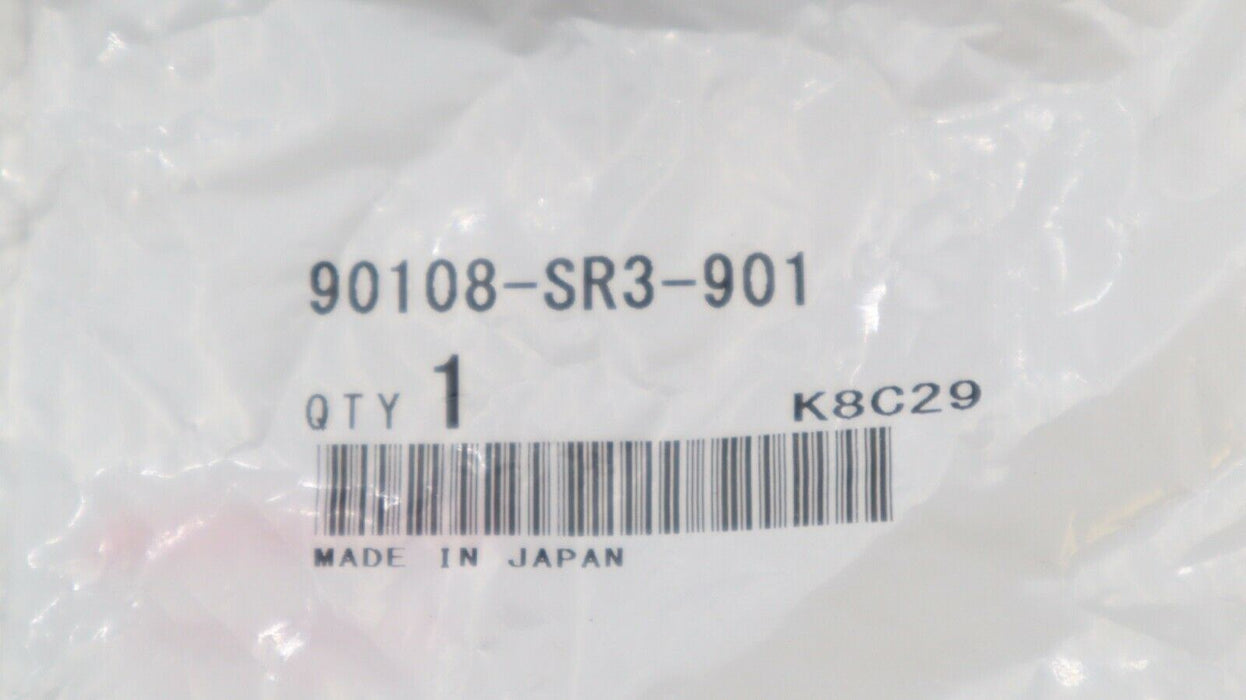 90108-SR3-901
QTY 1 K8C29
MADE IN JAPAN